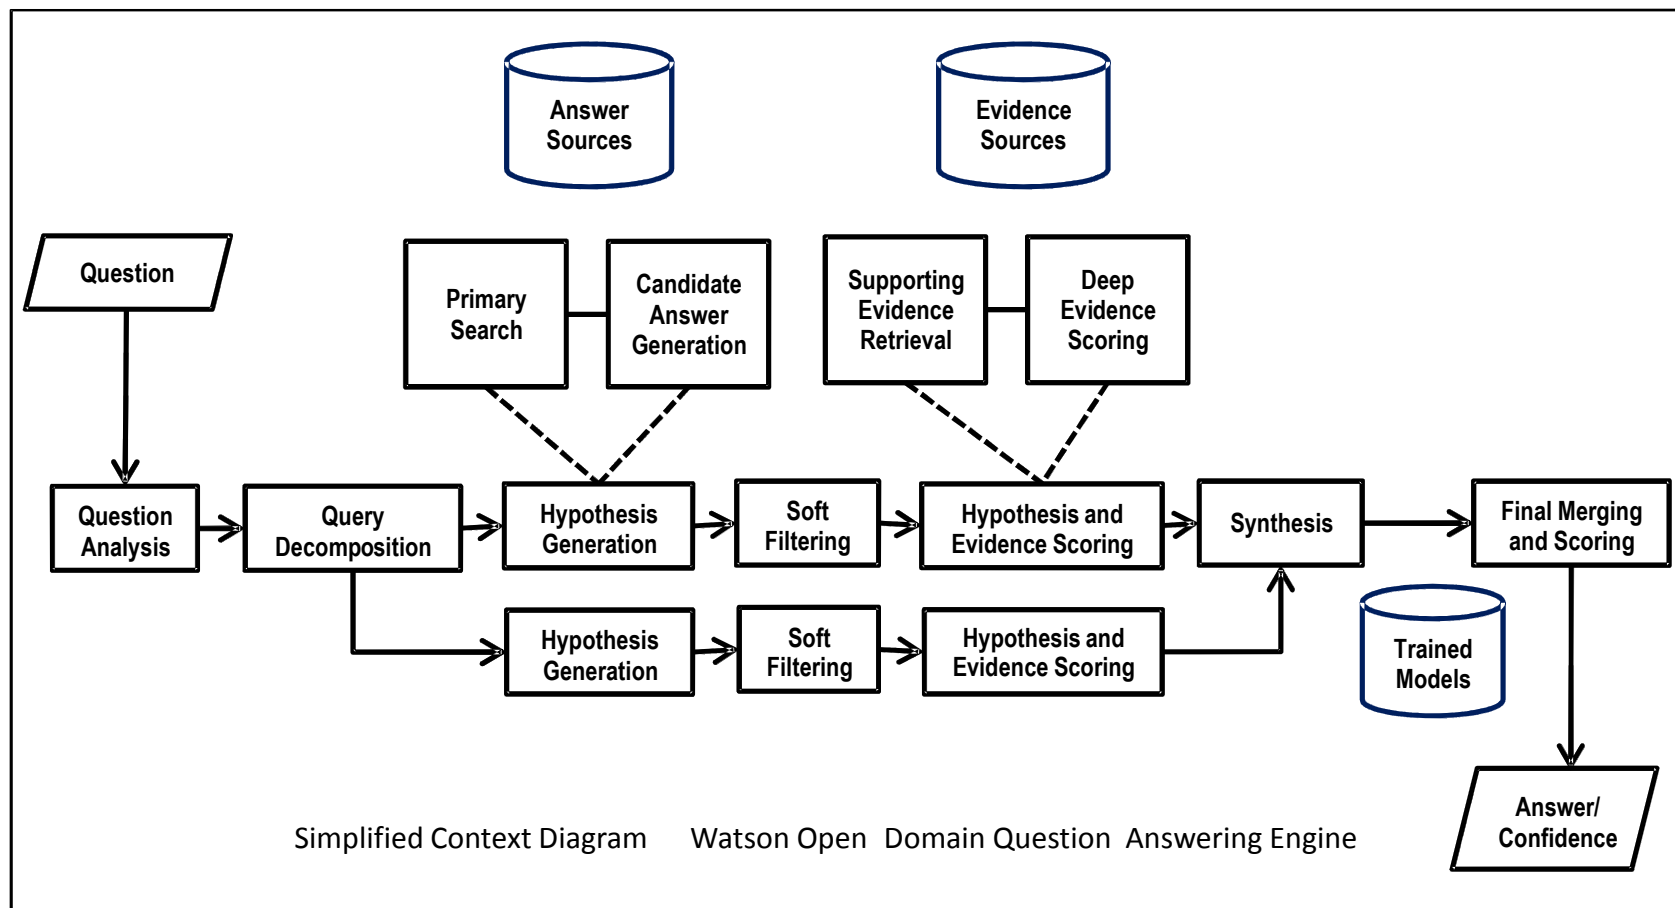 Answer
Sources
Evidence
Sources
Question
Primary
Search
Candidate
Answer
Generation
Supporting
Evidence
Retrieval
Deep
Evidence
Scoring
Question
Analysis
Query
Decomposition
Hypothesis
Generation
Soft
Filtering
Hypothesis and
Evidence Scoring
Synthesis
Final Merging
and Scoring
Hypothesis
Generation
Soft
Filtering
Hypothesis and
Evidence Scoring
Trained
Models
Answer/
Confidence
Simplified Context Diagram Watson Open Domain Question Answering Engine